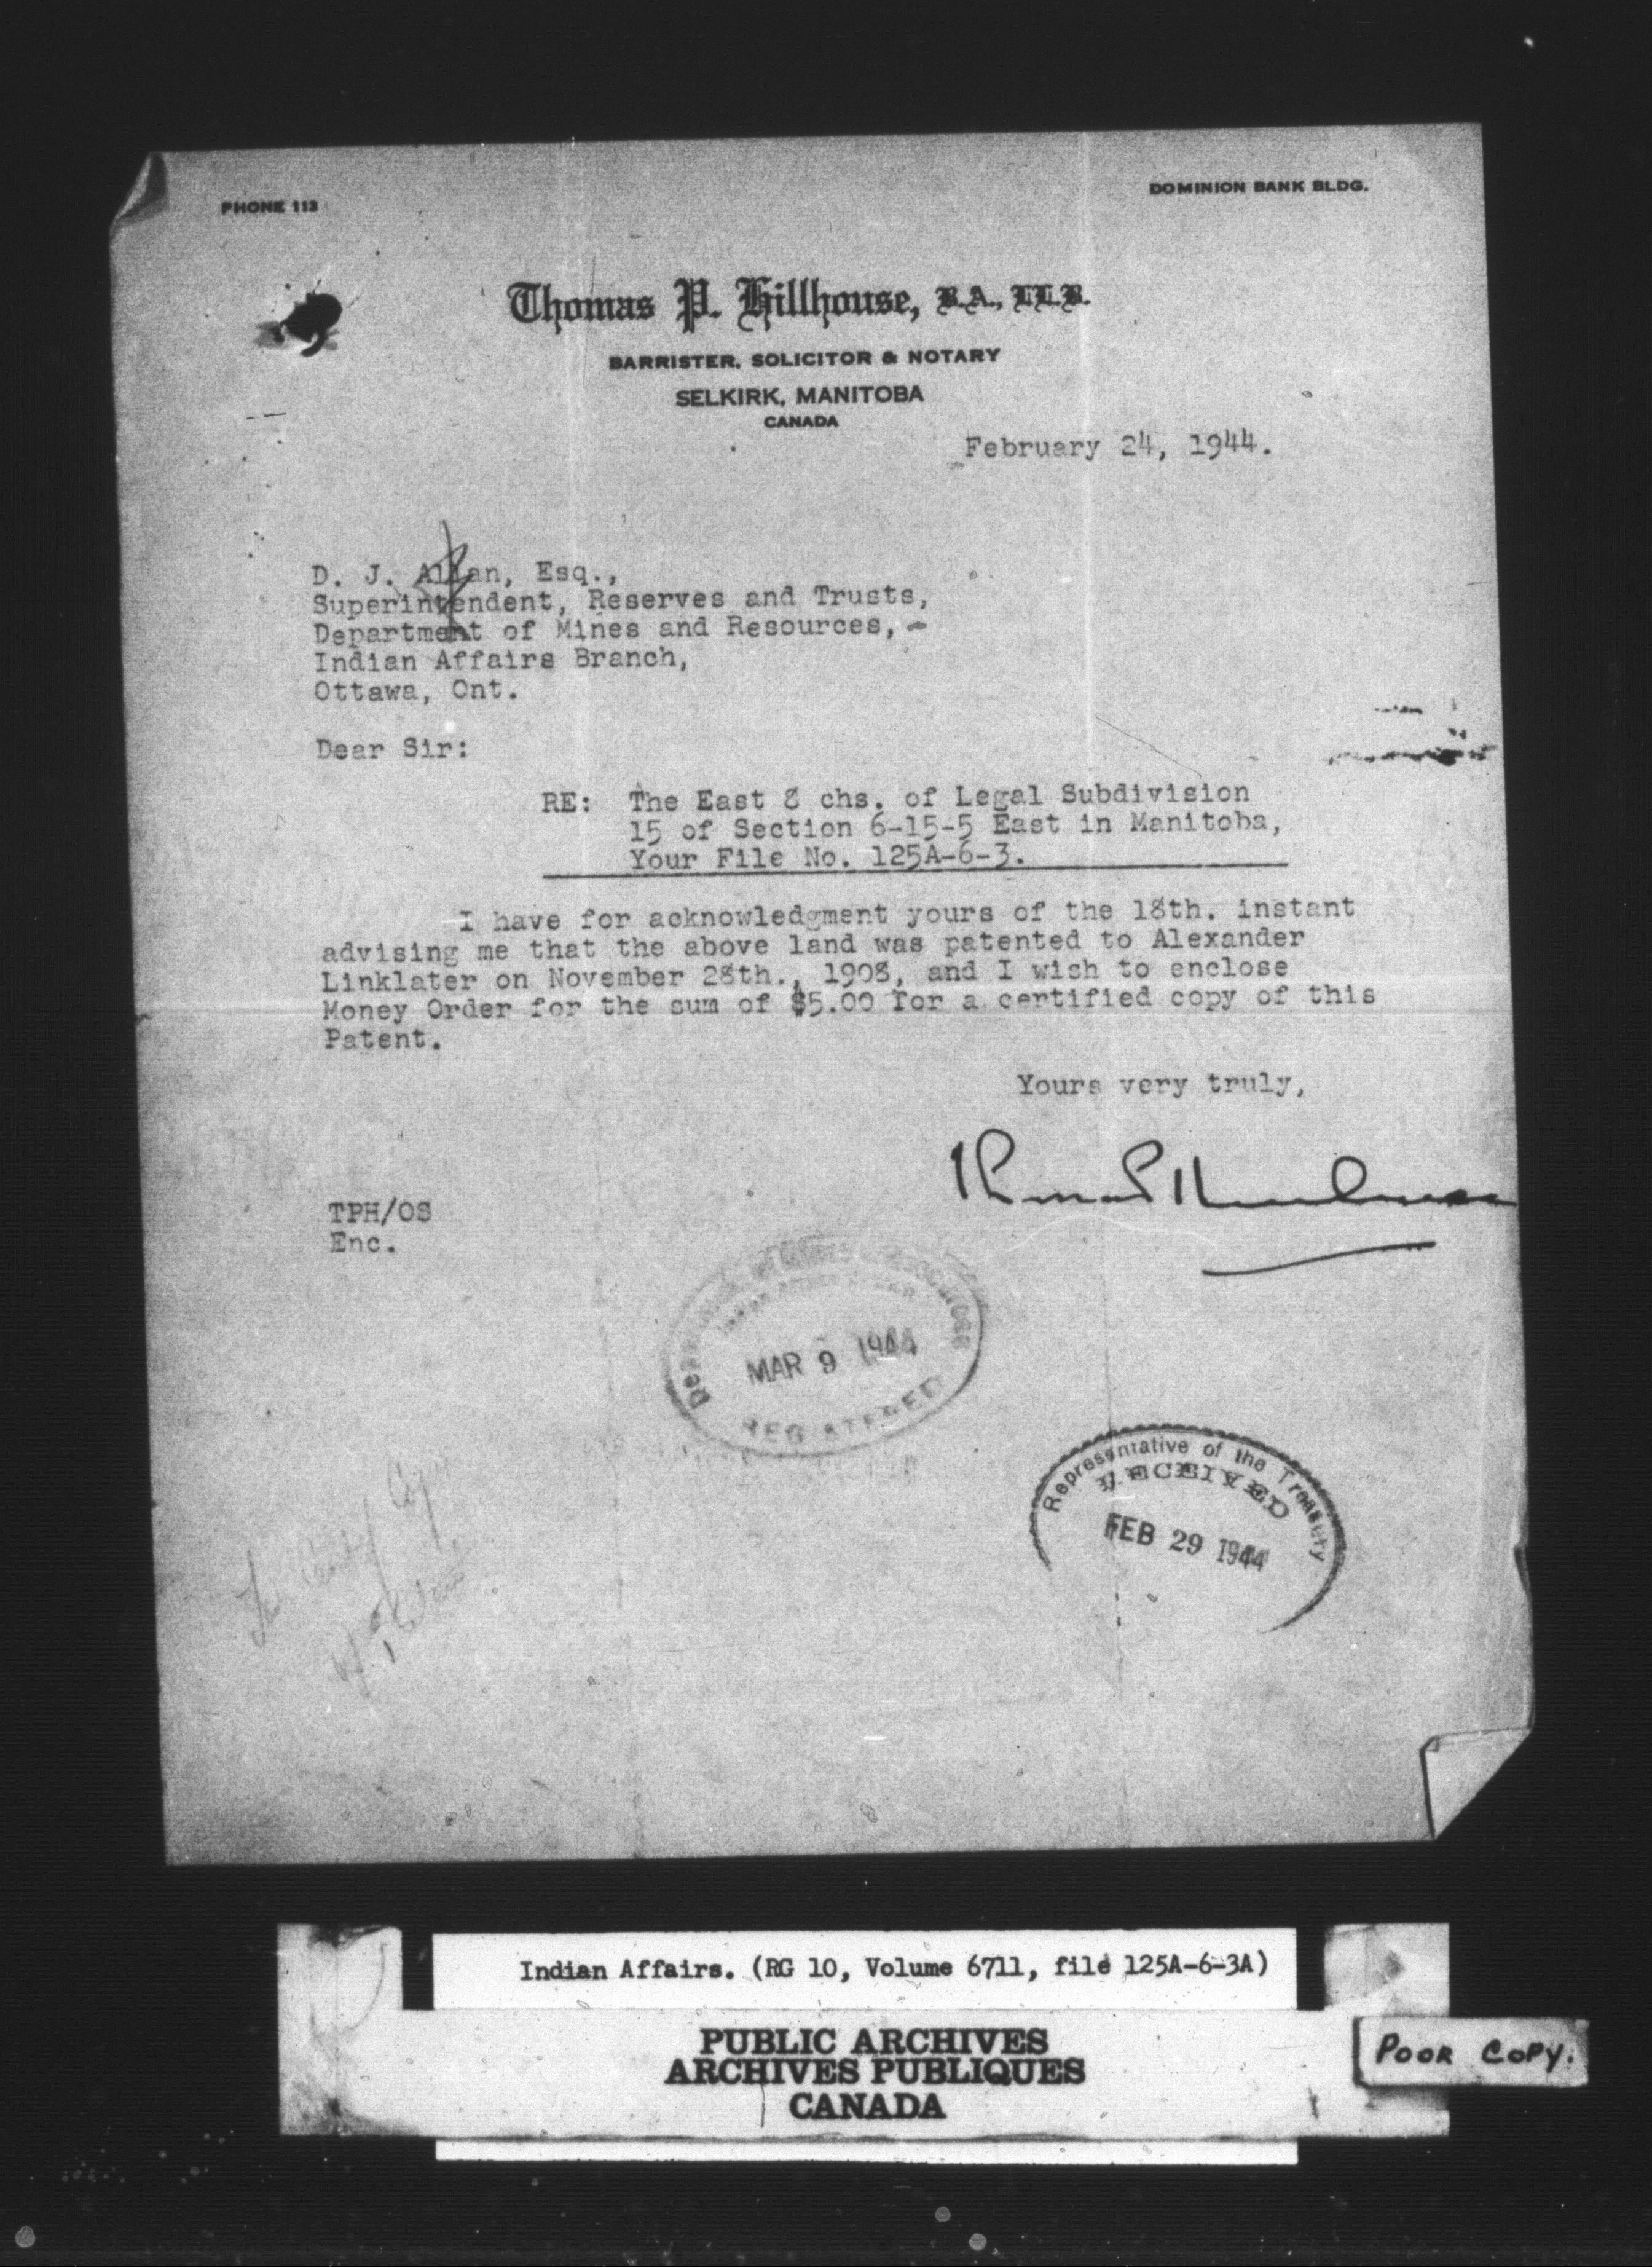 PHONE 113
DOMINION BANK BLDG.
Thomas P. Hillhouse, B.A., LL.B.
BARRISTER, SOLICITOR & NOTARY
SELKIRK, MANITOBA
CANADA
February 24, 1944.
D. J. Allan, Esq.,
Superintendent, Reserves and Trusts,
Department of Mines and Resources,
Indian Affairs Branch,
Ottawa, Ont.
Dear Sir:
RE: The East 8 chs. of Legal Subdivision
15 of Section 6-15-5 East in Manitoba,
Your File No. 125A-6-3.
I have for acknowledgment yours of the 18th. instant
advising me that the above land was patented to Alexander
Linklater on November 28th., 1908, and I wish to enclose
Money Order for the sum of $5.00 for a certified copy of this
Patent.
Yours very truly,
Thomas P Hillhouse
TPH/OS
Enc.
MAR 9 1944
REGISTERED
Representative of the Treasury
RECEIVED
FEB 29 1944
Indian Affairs. (RG 10, Volume 6711, file 125A-6-3A)
PUBLIC ARCHIVES
ARCHIVES PUBLIQUES
CANADA
POOR COPY.